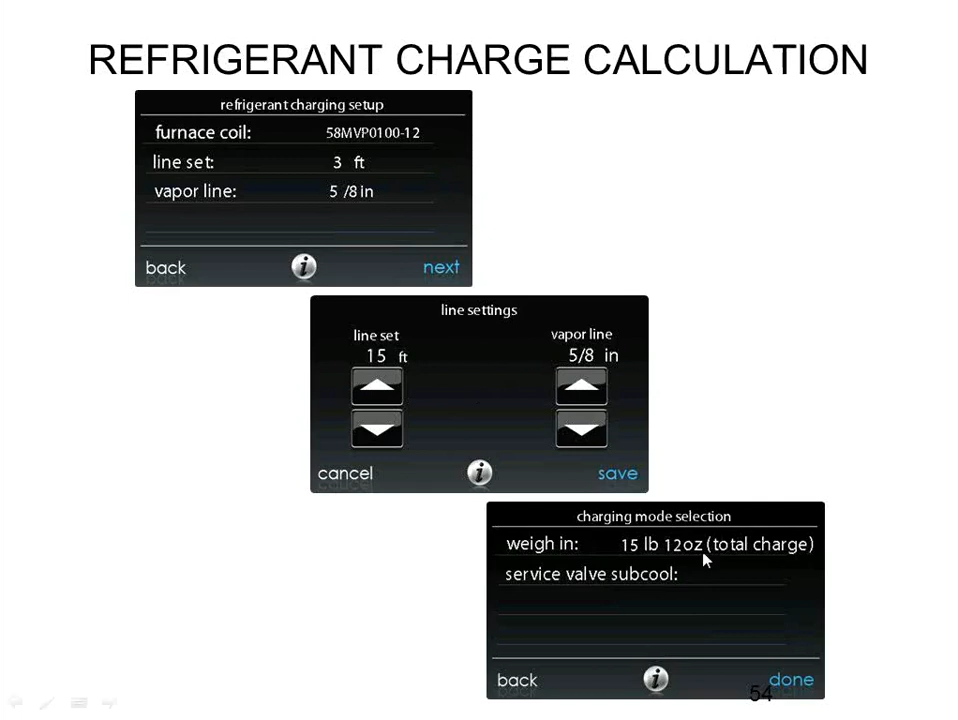 REFRIGERANT CHARGE CALCULATION
refrigerant charging setup
furnace coil: 58MVP0100-12
line set: 3 ft
vapor line: 5 /8 in
back i next
line settings
line set vapor line
15 ft 5/8 in
cancel i save
charging mode selection
weigh in: 15 lb 12oz (total charge)
service valve subcool:
back i done
54